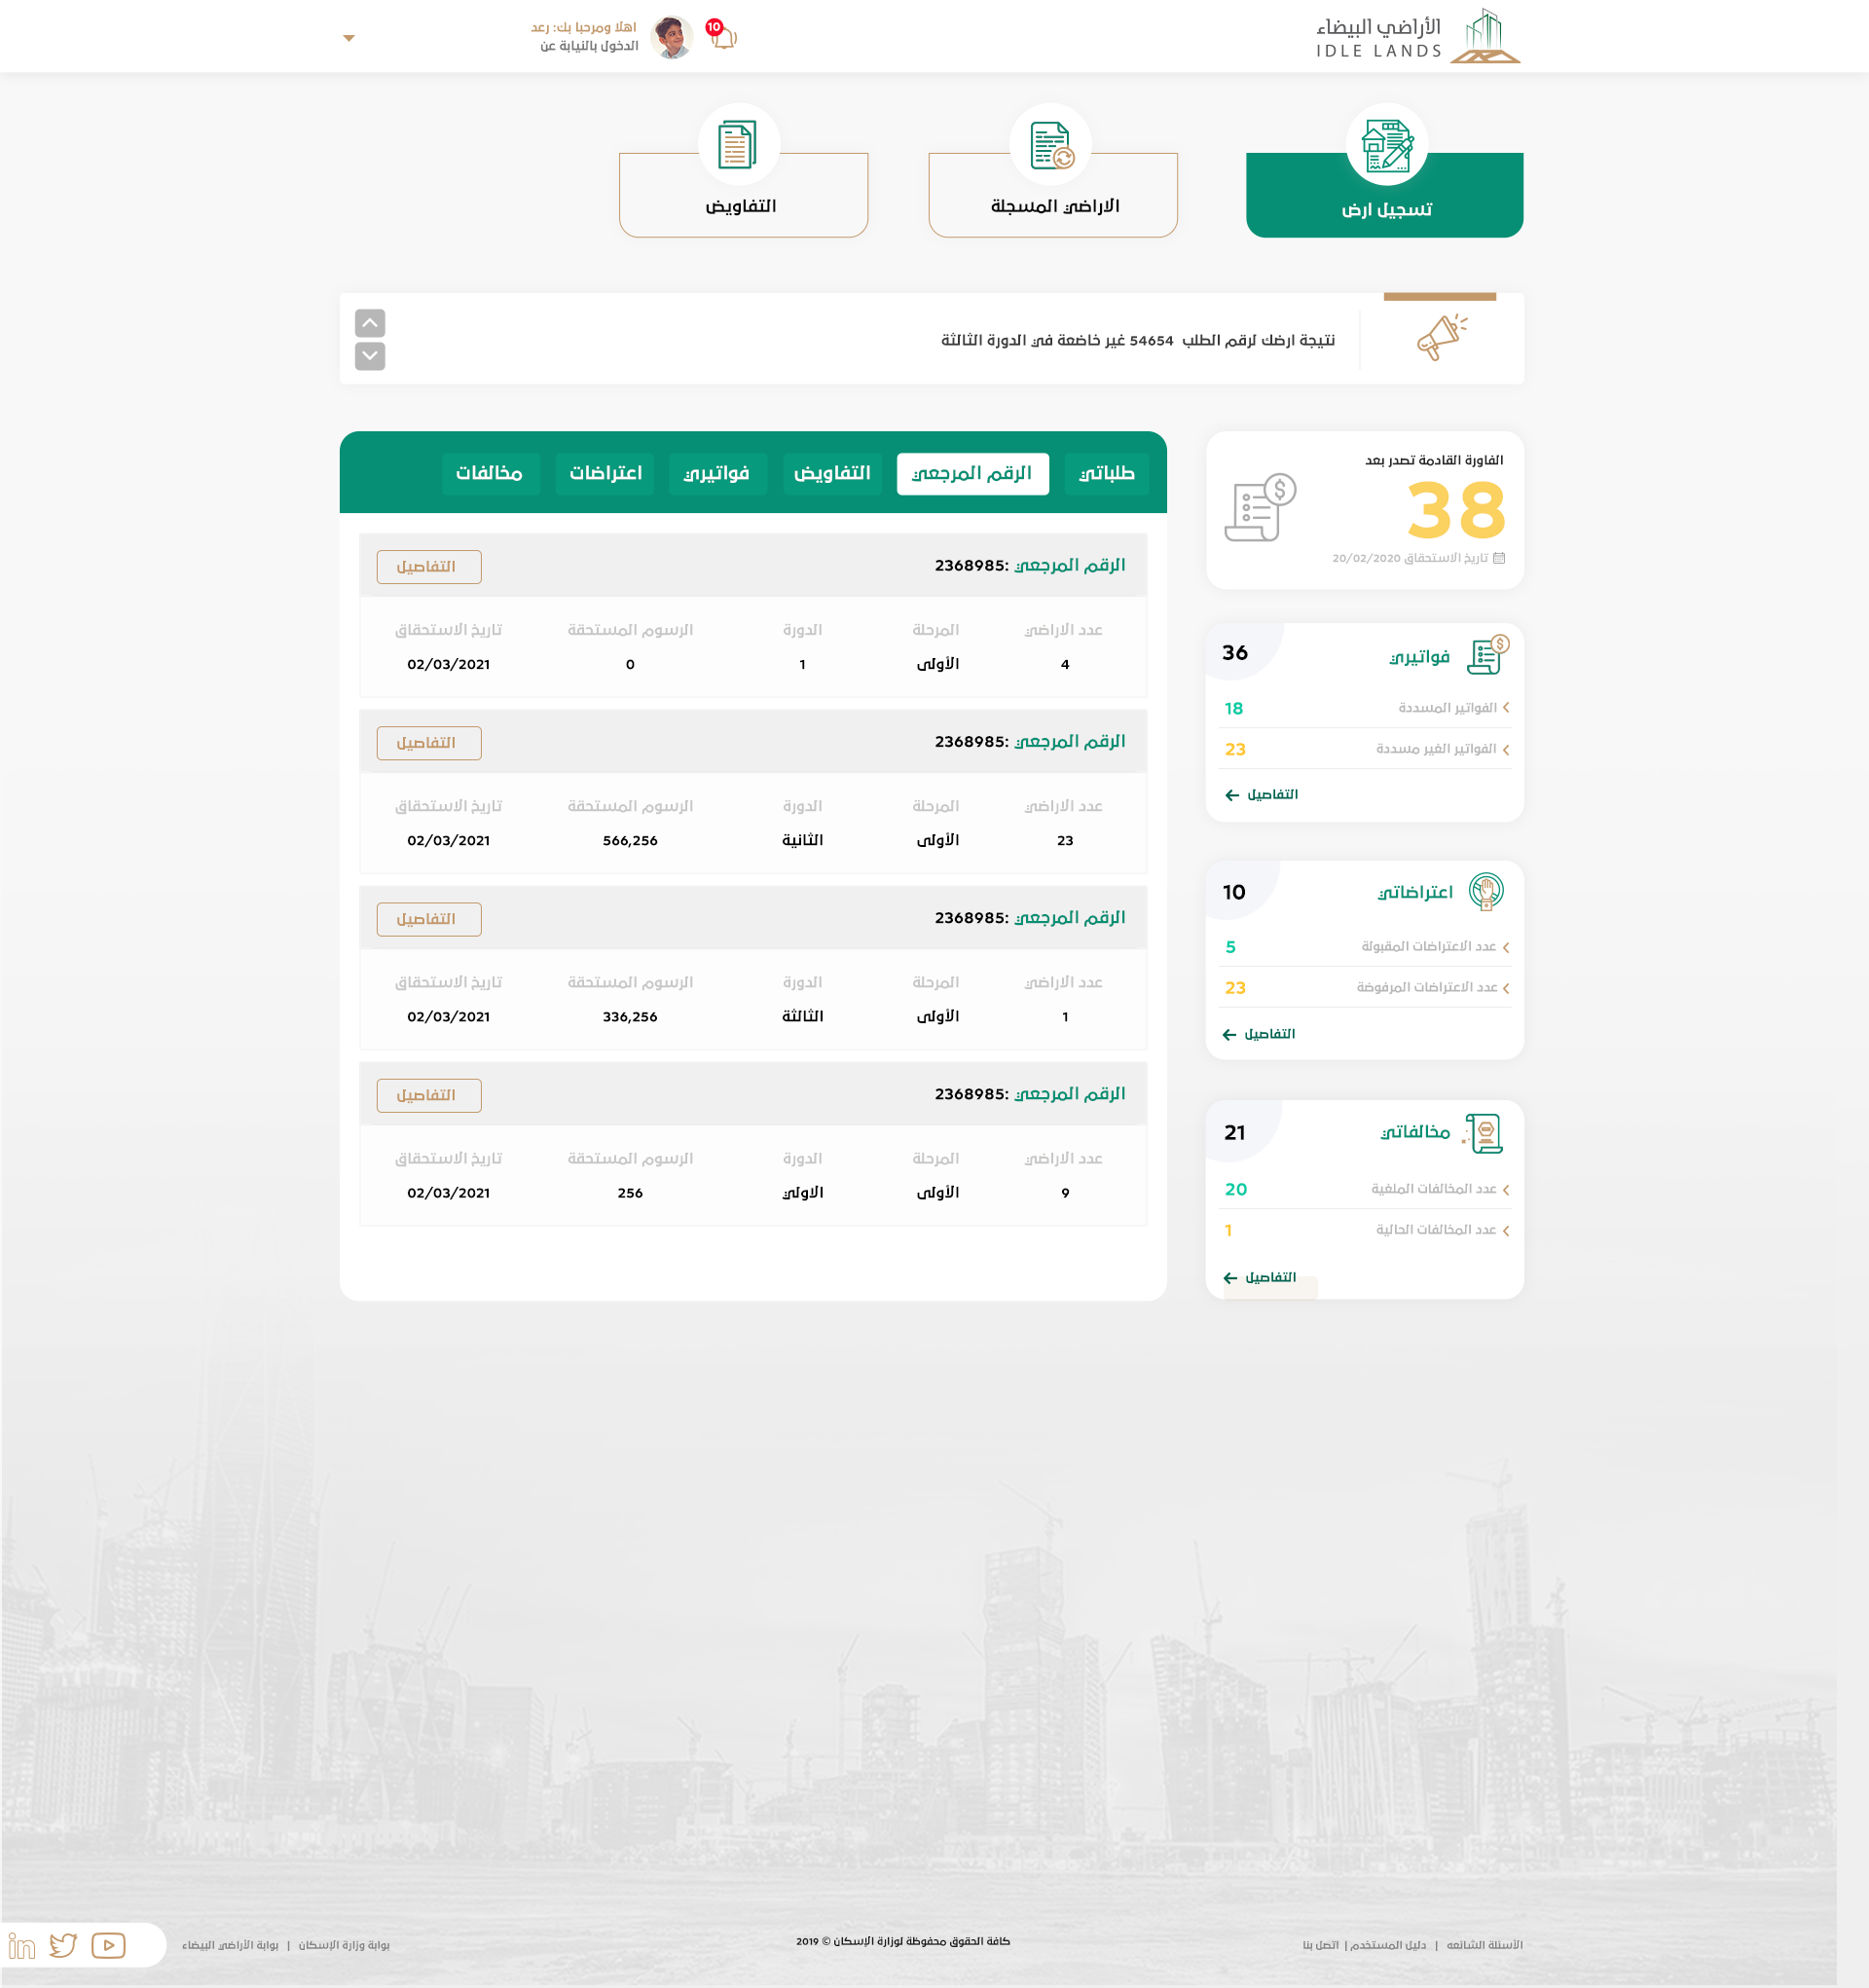 الأراضي البيضاء
IDLE LANDS
10
اهلا ومرحبا بك: رعد
الدخول بالنيابة عن
تسجيل ارض
الاراضي المسجلة
التفاويض
نتيجة ارضك لرقم الطلب 54654 غير خاضعة في الدورة الثالثة
الفاورة القادمة تصدر بعد
38
تاريخ الاستحقاق 20/02/2020
فواتيري
36
الفواتير المسددة 18
الفواتير الغير مسددة 23
التفاصيل
اعتراضاتي
10
عدد الاعتراضات المقبولة 5
عدد الاعتراضات المرفوضة 23
التفاصيل
مخالفاتي
21
عدد المخالفات الملغية 20
عدد المخالفات الحالية 1
التفاصيل
طلباتي الرقم المرجعي التفاويض فواتيري اعتراضات مخالفات
الرقم المرجعي :2368985 التفاصيل
عدد الاراضي المرحلة الدورة الرسوم المستحقة تاريخ الاستحقاق
4 الأولى 1 0 02/03/2021
الرقم المرجعي :2368985 التفاصيل
عدد الاراضي المرحلة الدورة الرسوم المستحقة تاريخ الاستحقاق
23 الأولى الثانية 566,256 02/03/2021
الرقم المرجعي :2368985 التفاصيل
عدد الاراضي المرحلة الدورة الرسوم المستحقة تاريخ الاستحقاق
1 الأولى الثالثة 336,256 02/03/2021
الرقم المرجعي :2368985 التفاصيل
عدد الاراضي المرحلة الدورة الرسوم المستحقة تاريخ الاستحقاق
9 الأولى الاولي 256 02/03/2021
الأسئلة الشائعه | دليل المستخدم | اتصل بنا
كافة الحقوق محفوظة لوزارة الإسكان © 2019
بوابة وزارة الإسكان | بوابة الأراضي البيضاء